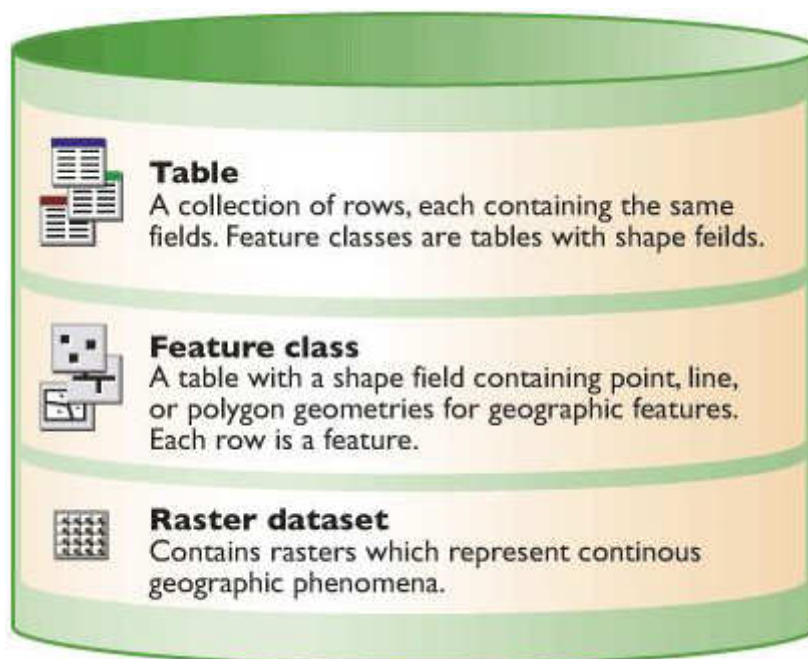 Table
A collection of rows, each containing the same
fields. Feature classes are tables with shape feilds.
Feature class
A table with a shape field containing point, line,
or polygon geometries for geographic features.
Each row is a feature.
Raster dataset
Contains rasters which represent continous
geographic phenomena.